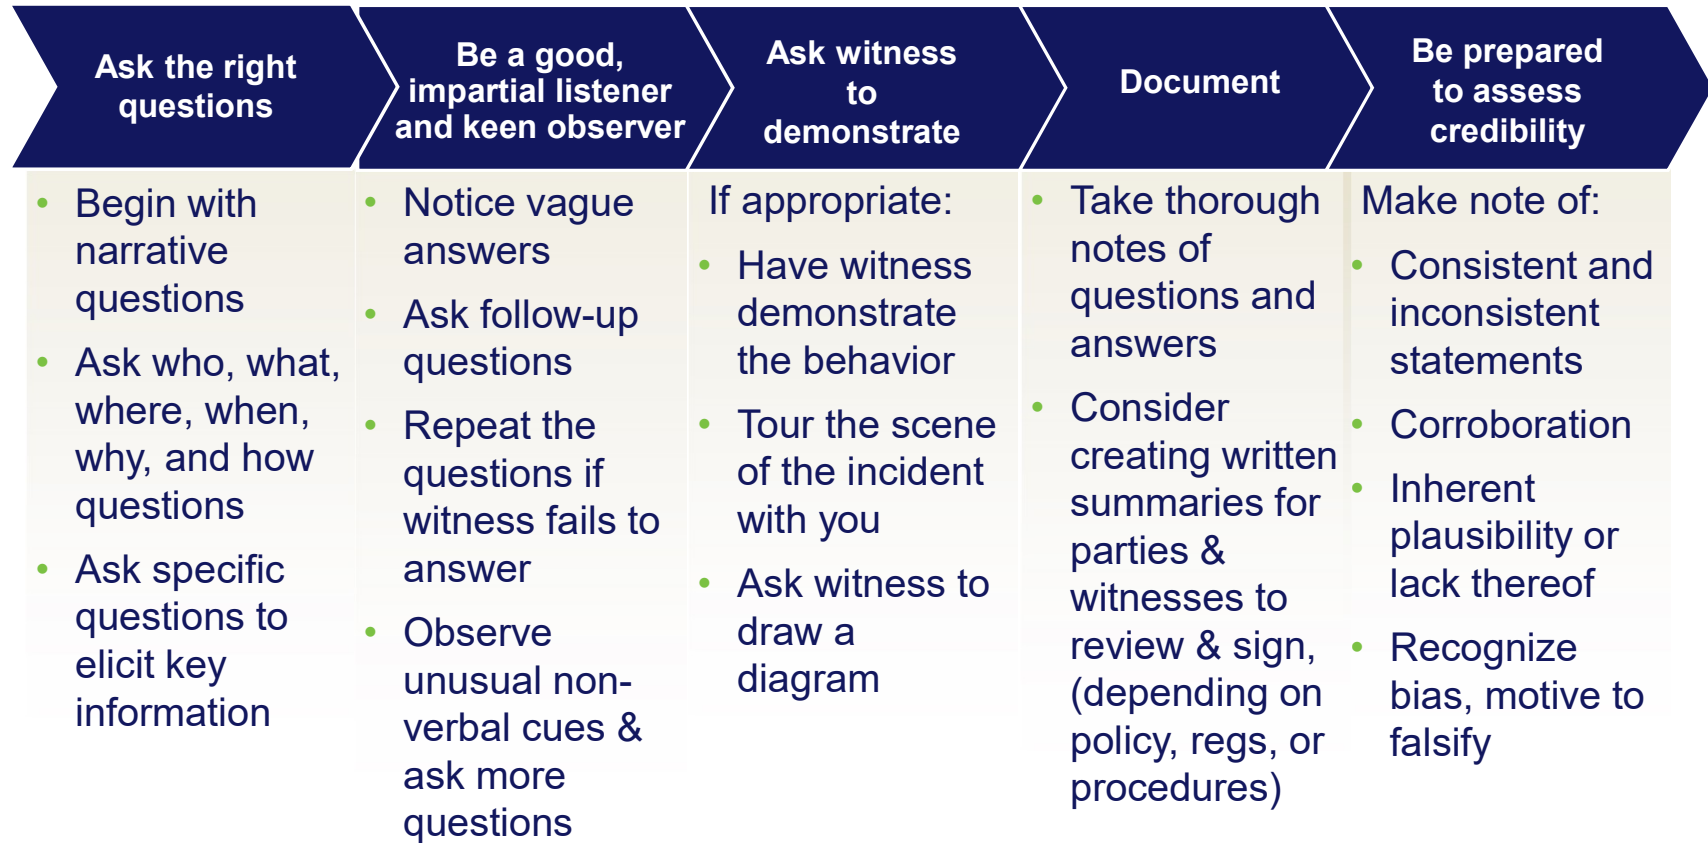 Ask the right
questions
Be a good,
impartial listener
and keen observer
Ask witness
to
demonstrate
Document
Be prepared
to assess
credibility
• Begin with
narrative
questions
• Ask who, what,
where, when,
why, and how
questions
• Ask specific
questions to
elicit key
information
• Notice vague
answers
• Ask follow-up
questions
• Repeat the
questions if
witness fails to
answer
• Observe
unusual non-
verbal cues &
ask more
questions
If appropriate:
• Have witness
demonstrate
the behavior
• Tour the scene
of the incident
with you
• Ask witness to
draw a
diagram
• Take thorough
notes of
questions and
answers
• Consider
creating written
summaries for
parties &
witnesses to
review & sign,
(depending on
policy, regs, or
procedures)
Make note of:
• Consistent and
inconsistent
statements
• Corroboration
• Inherent
plausibility or
lack thereof
• Recognize
bias, motive to
falsify